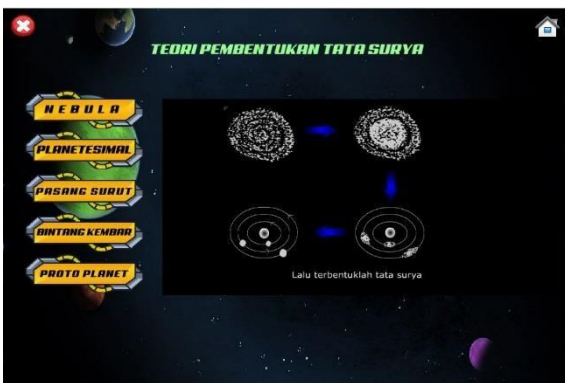 TEORI PEMBENTUKAN TATA SURYA
NEBULA
PLANETESIMAL
PASANG SURUT
BINTANG KEMBAR
PROTO PLANET
Lalu terbentuklah tata surya